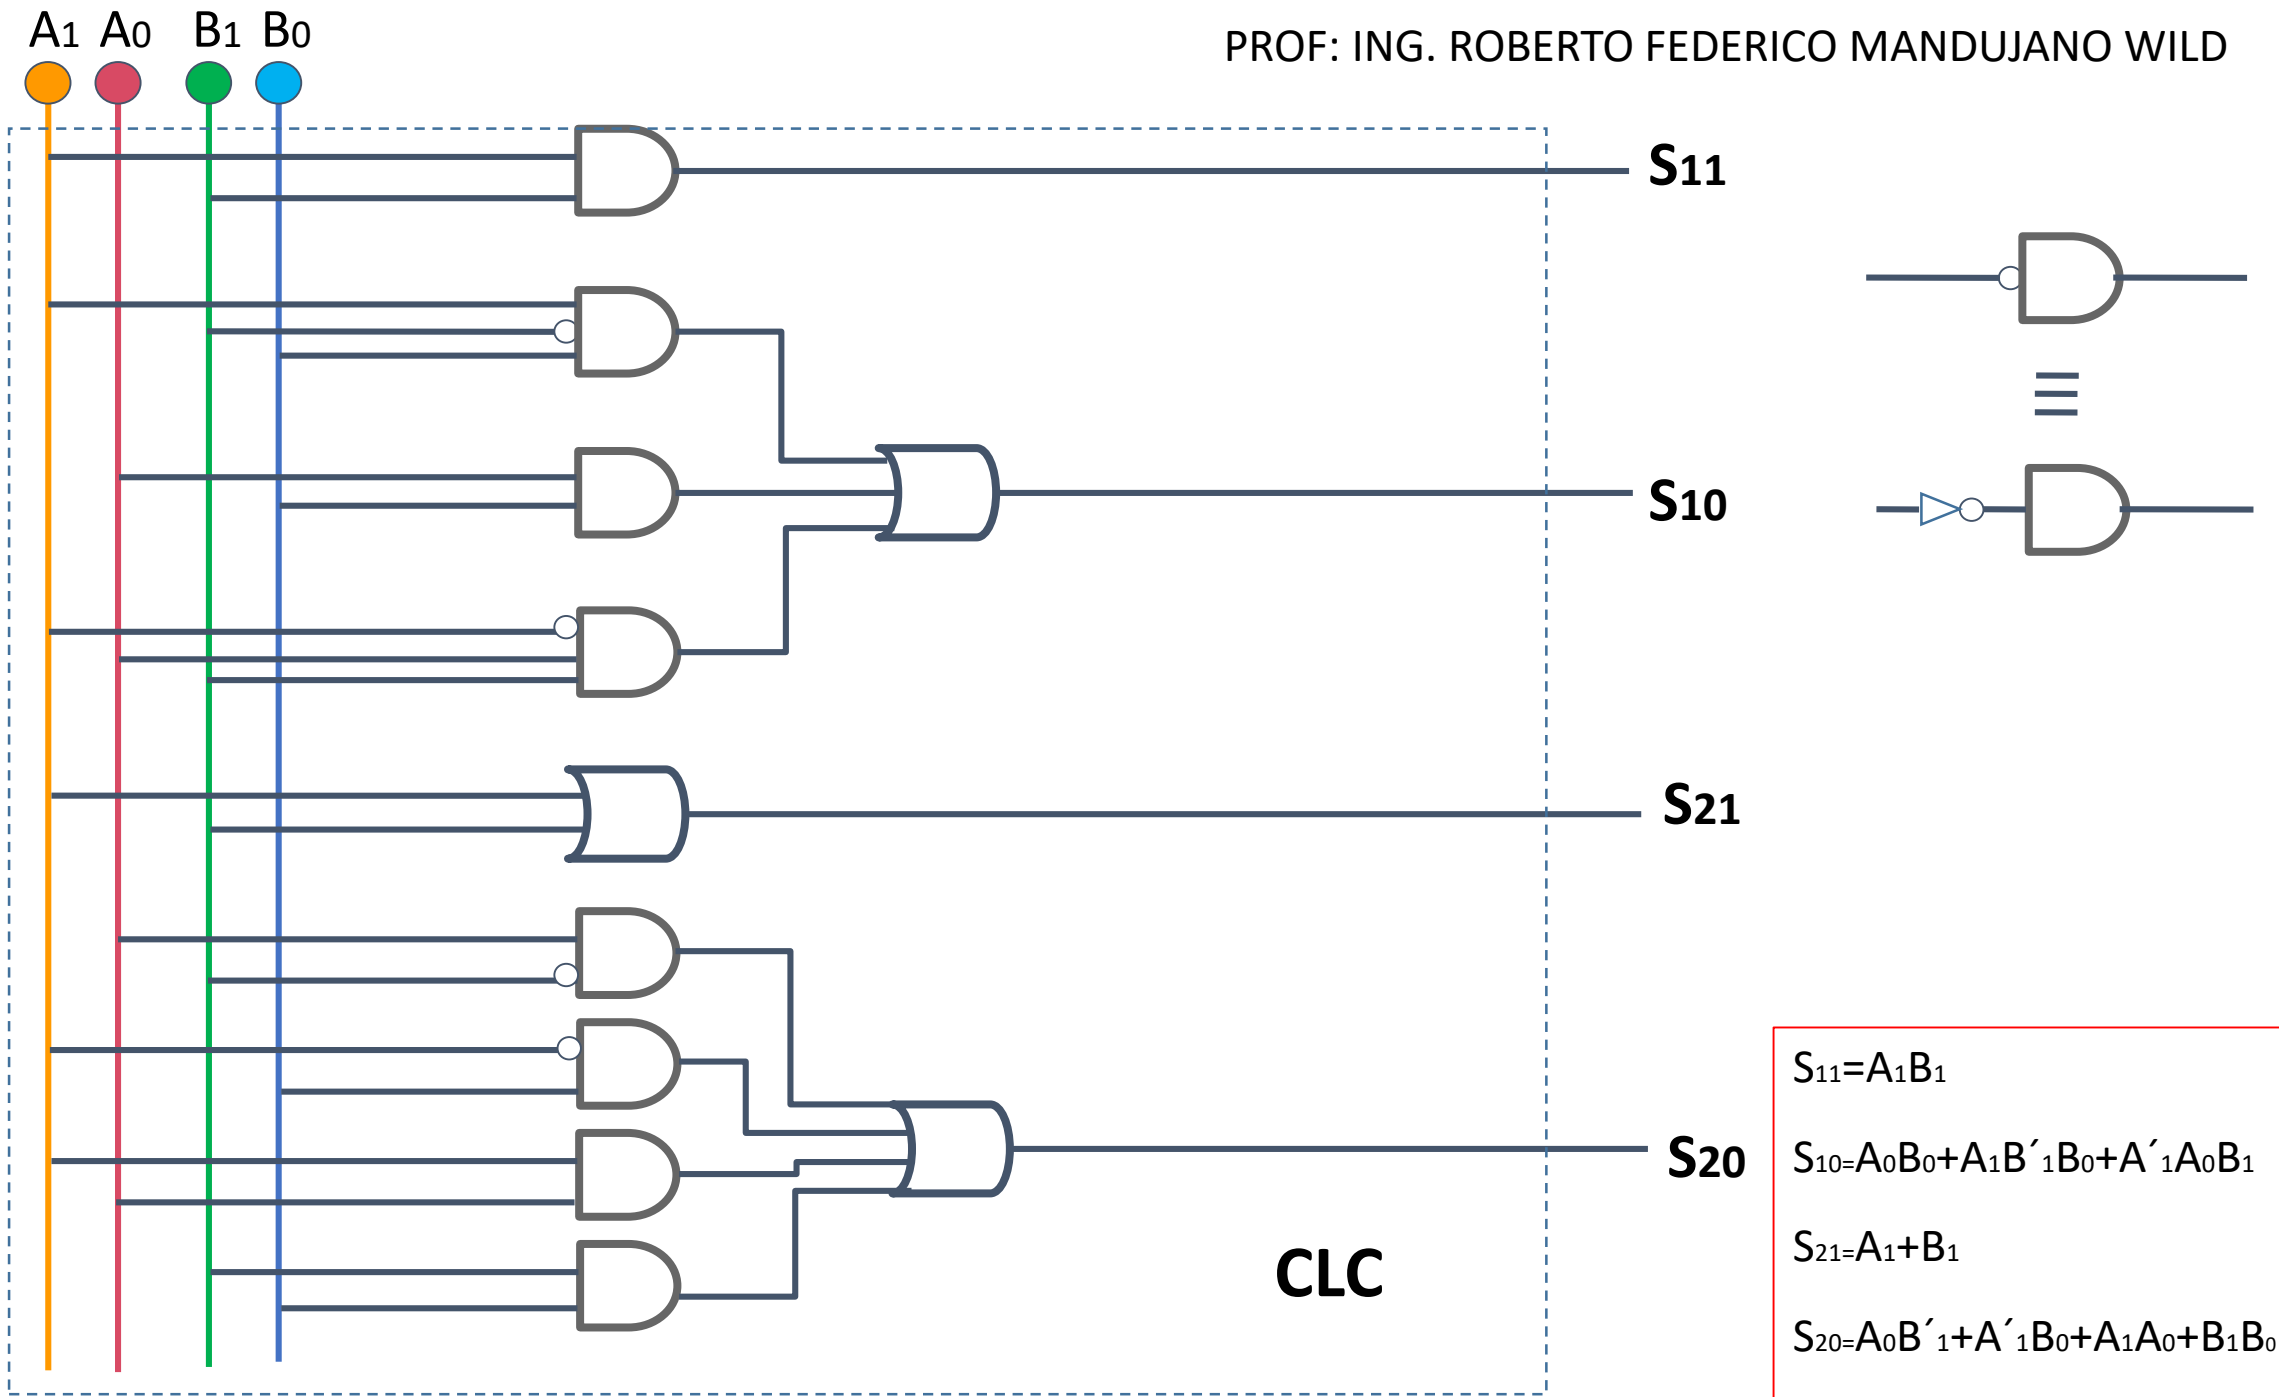 A1 A0 B1 B0
PROF: ING. ROBERTO FEDERICO MANDUJANO WILD
S11
S10
S21
S20
CLC
S11=A1B1
S10=A0B0+A1B´1B0+A´1A0B1
S21=A1+B1
S20=A0B´1+A´1B0+A1A0+B1B0